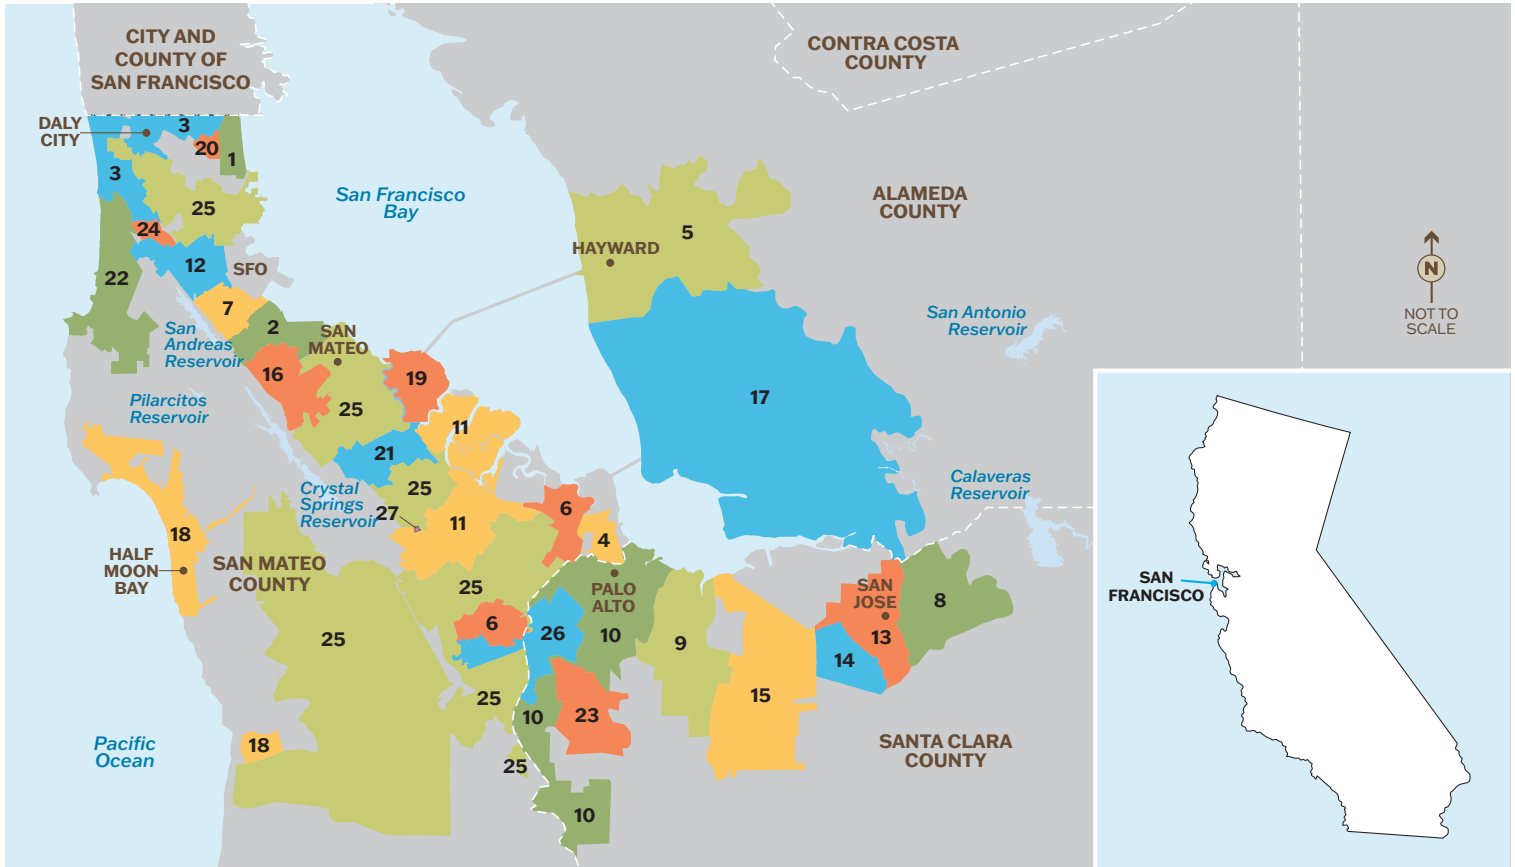 CITY AND
COUNTY OF
SAN FRANCISCO
CONTRA COSTA
COUNTY
DALY
CITY
3
20
1
3
San Francisco
Bay
ALAMEDA
COUNTY
25
24
5
HAYWARD
12
SFO
22
N
NOT TO
SCALE
7
2
San
Andreas
Reservoir
SAN
MATEO
San Antonio
Reservoir
16
19
17
Pilarcitos
Reservoir
25
11
21
Crystal
Springs
Reservoir
25
27
Calaveras
Reservoir
6
11
18
4
HALF
MOON
BAY
SAN MATEO
COUNTY
25
PALO
ALTO
SAN
JOSE
8
SAN
FRANCISCO
6
26
10
13
25
9
14
25
15
10
23
18
Pacific
Ocean
SANTA CLARA
COUNTY
25
10